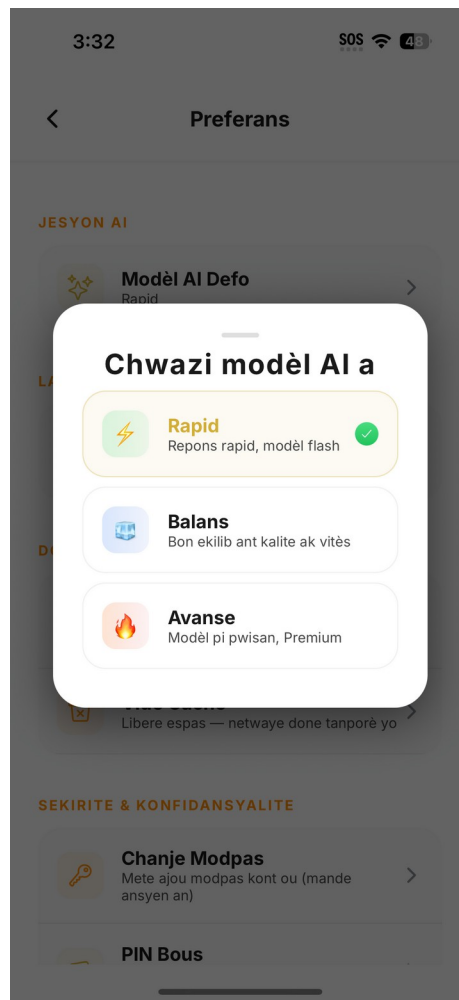 3:32
SOS
48
Preferans
JESYON AI
Modèl AI Defo
Rapid
Chwazi modèl AI a
Rapid
Repons rapid, modèl flash
Balans
Bon ekilib ant kalite ak vitès
Avanse
Modèl pi pwisan, Premium
Libere espas — netwaye done tanporè yo
SEKIRITE & KONFIDANSYALITE
Chanje Modpas
Mete ajou modpas kont ou (mande
ansyen an)
PIN Bous